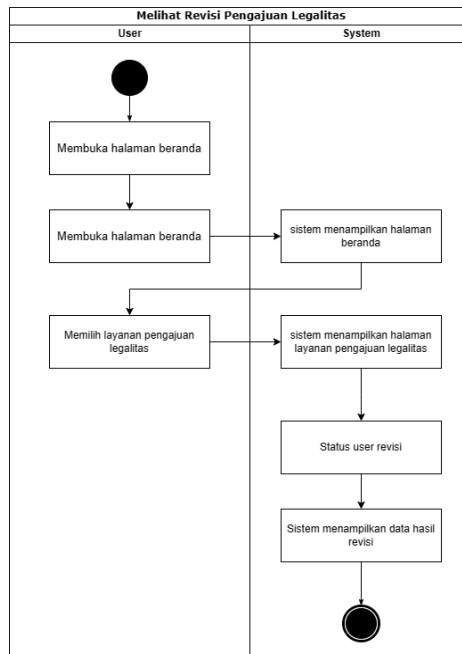 Melihat Revisi Pengajuan Legalitas
User
System
Membuka halaman beranda
Membuka halaman beranda
sistem menampilkan halaman
beranda
Memilih layanan pengajuan
legalitas
sistem menampilkan halaman
layanan pengajuan legalitas
Status user revisi
Sistem menampilkan data hasil
revisi